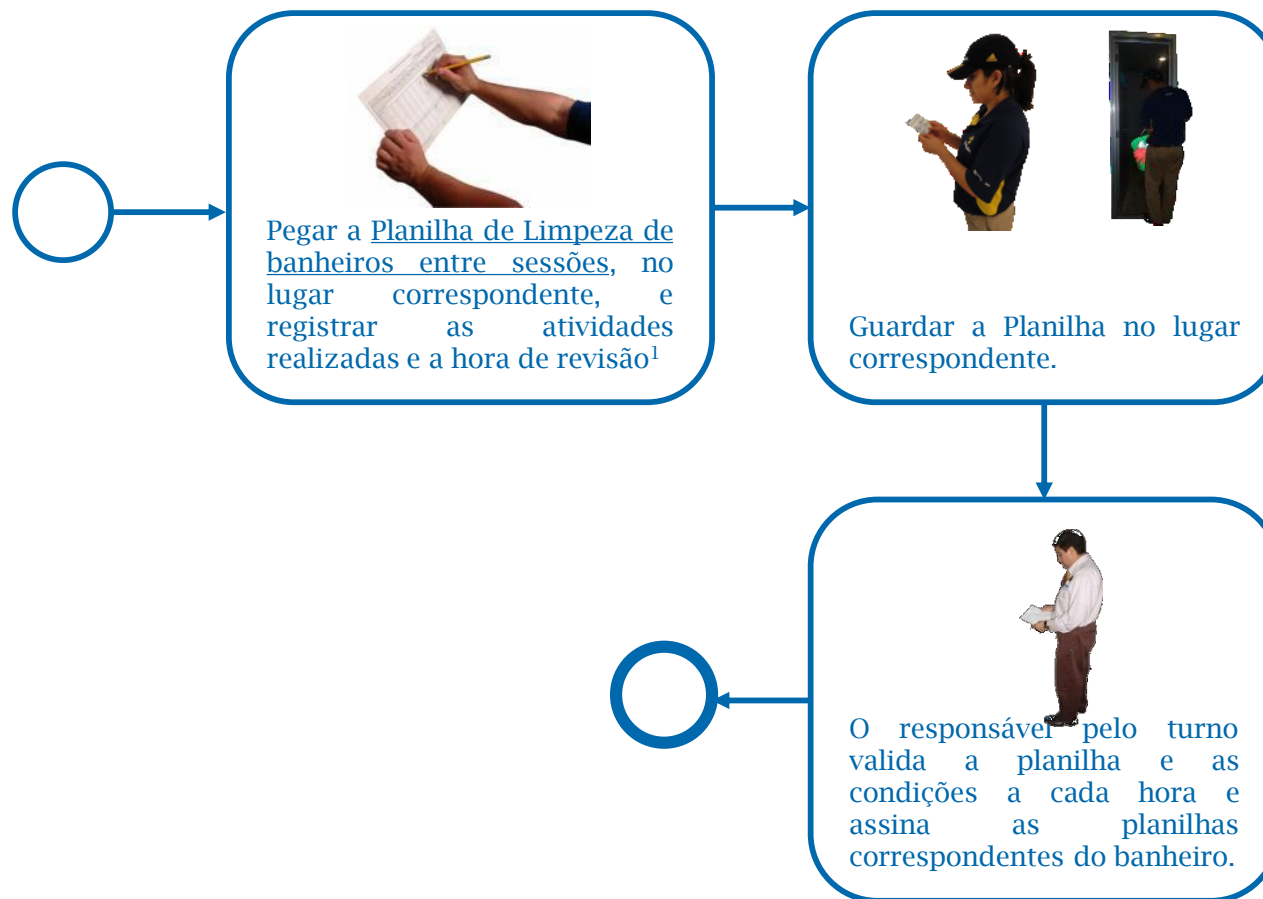 Pegar a Planilha de Limpeza de
banheiros entre sessões, no
lugar correspondente, e
registrar as atividades
realizadas e a hora de revisão¹
Guardar a Planilha no lugar
correspondente.
O responsável pelo turno
valida a planilha e as
condições a cada hora e
assina as planilhas
correspondentes do banheiro.